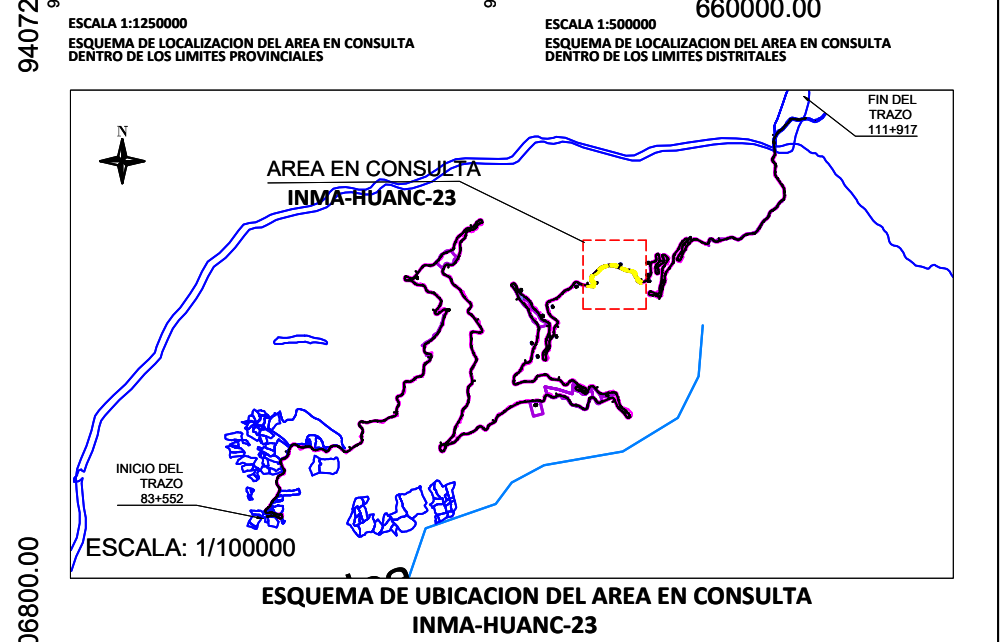 94072
660000.00
ESCALA 1:1250000
ESQUEMA DE LOCALIZACION DEL AREA EN CONSULTA
DENTRO DE LOS LIMITES PROVINCIALES
ESCALA 1:500000
ESQUEMA DE LOCALIZACION DEL AREA EN CONSULTA
DENTRO DE LOS LIMITES DISTRITALES
N
FIN DEL
TRAZO
111+917
AREA EN CONSULTA
INMA-HUANC-23
INICIO DEL
TRAZO
83+552
ESCALA: 1/100000
06800.00
ESQUEMA DE UBICACION DEL AREA EN CONSULTA
INMA-HUANC-23